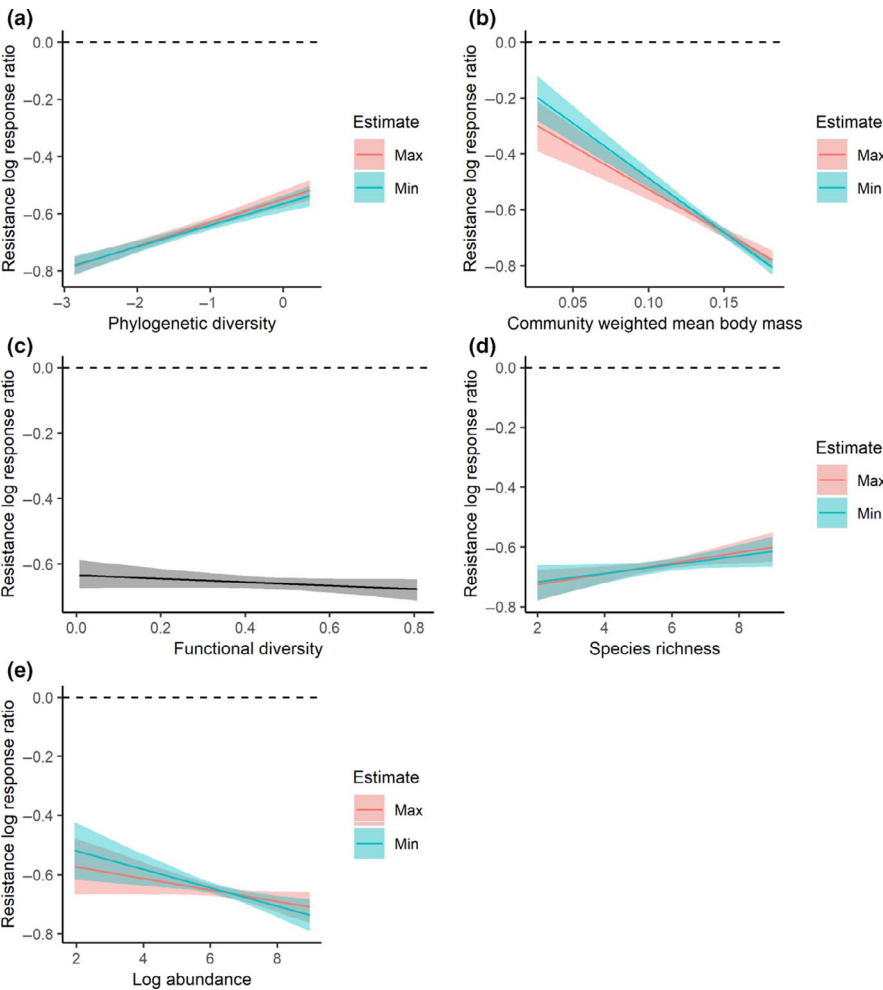 (a)
Resistance log response ratio
0.0
−0.2
−0.4
−0.6
−0.8
−3
−2
−1
0
Phylogenetic diversity
Estimate
Max
Min
(b)
Resistance log response ratio
0.0
−0.2
−0.4
−0.6
−0.8
0.05
0.10
0.15
Community weighted mean body mass
Estimate
Max
Min
(c)
Resistance log response ratio
0.0
−0.2
−0.4
−0.6
0.0
0.2
0.4
0.6
0.8
Functional diversity
(d)
Resistance log response ratio
0.0
−0.2
−0.4
−0.6
−0.8
2
4
6
8
Species richness
Estimate
Max
Min
(e)
Resistance log response ratio
0.0
−0.2
−0.4
−0.6
−0.8
2
4
6
8
Log abundance
Estimate
Max
Min